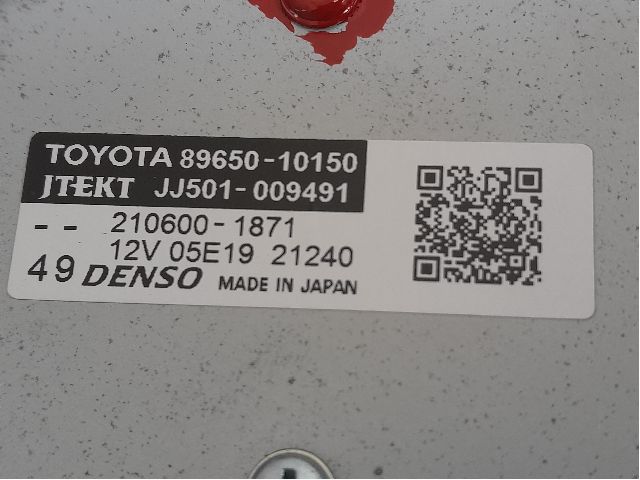 TOYOTA 89650-10150
JTEKT JJ501-009491
-- 210600-1871
12V 05E19 21240
49 DENSO MADE IN JAPAN